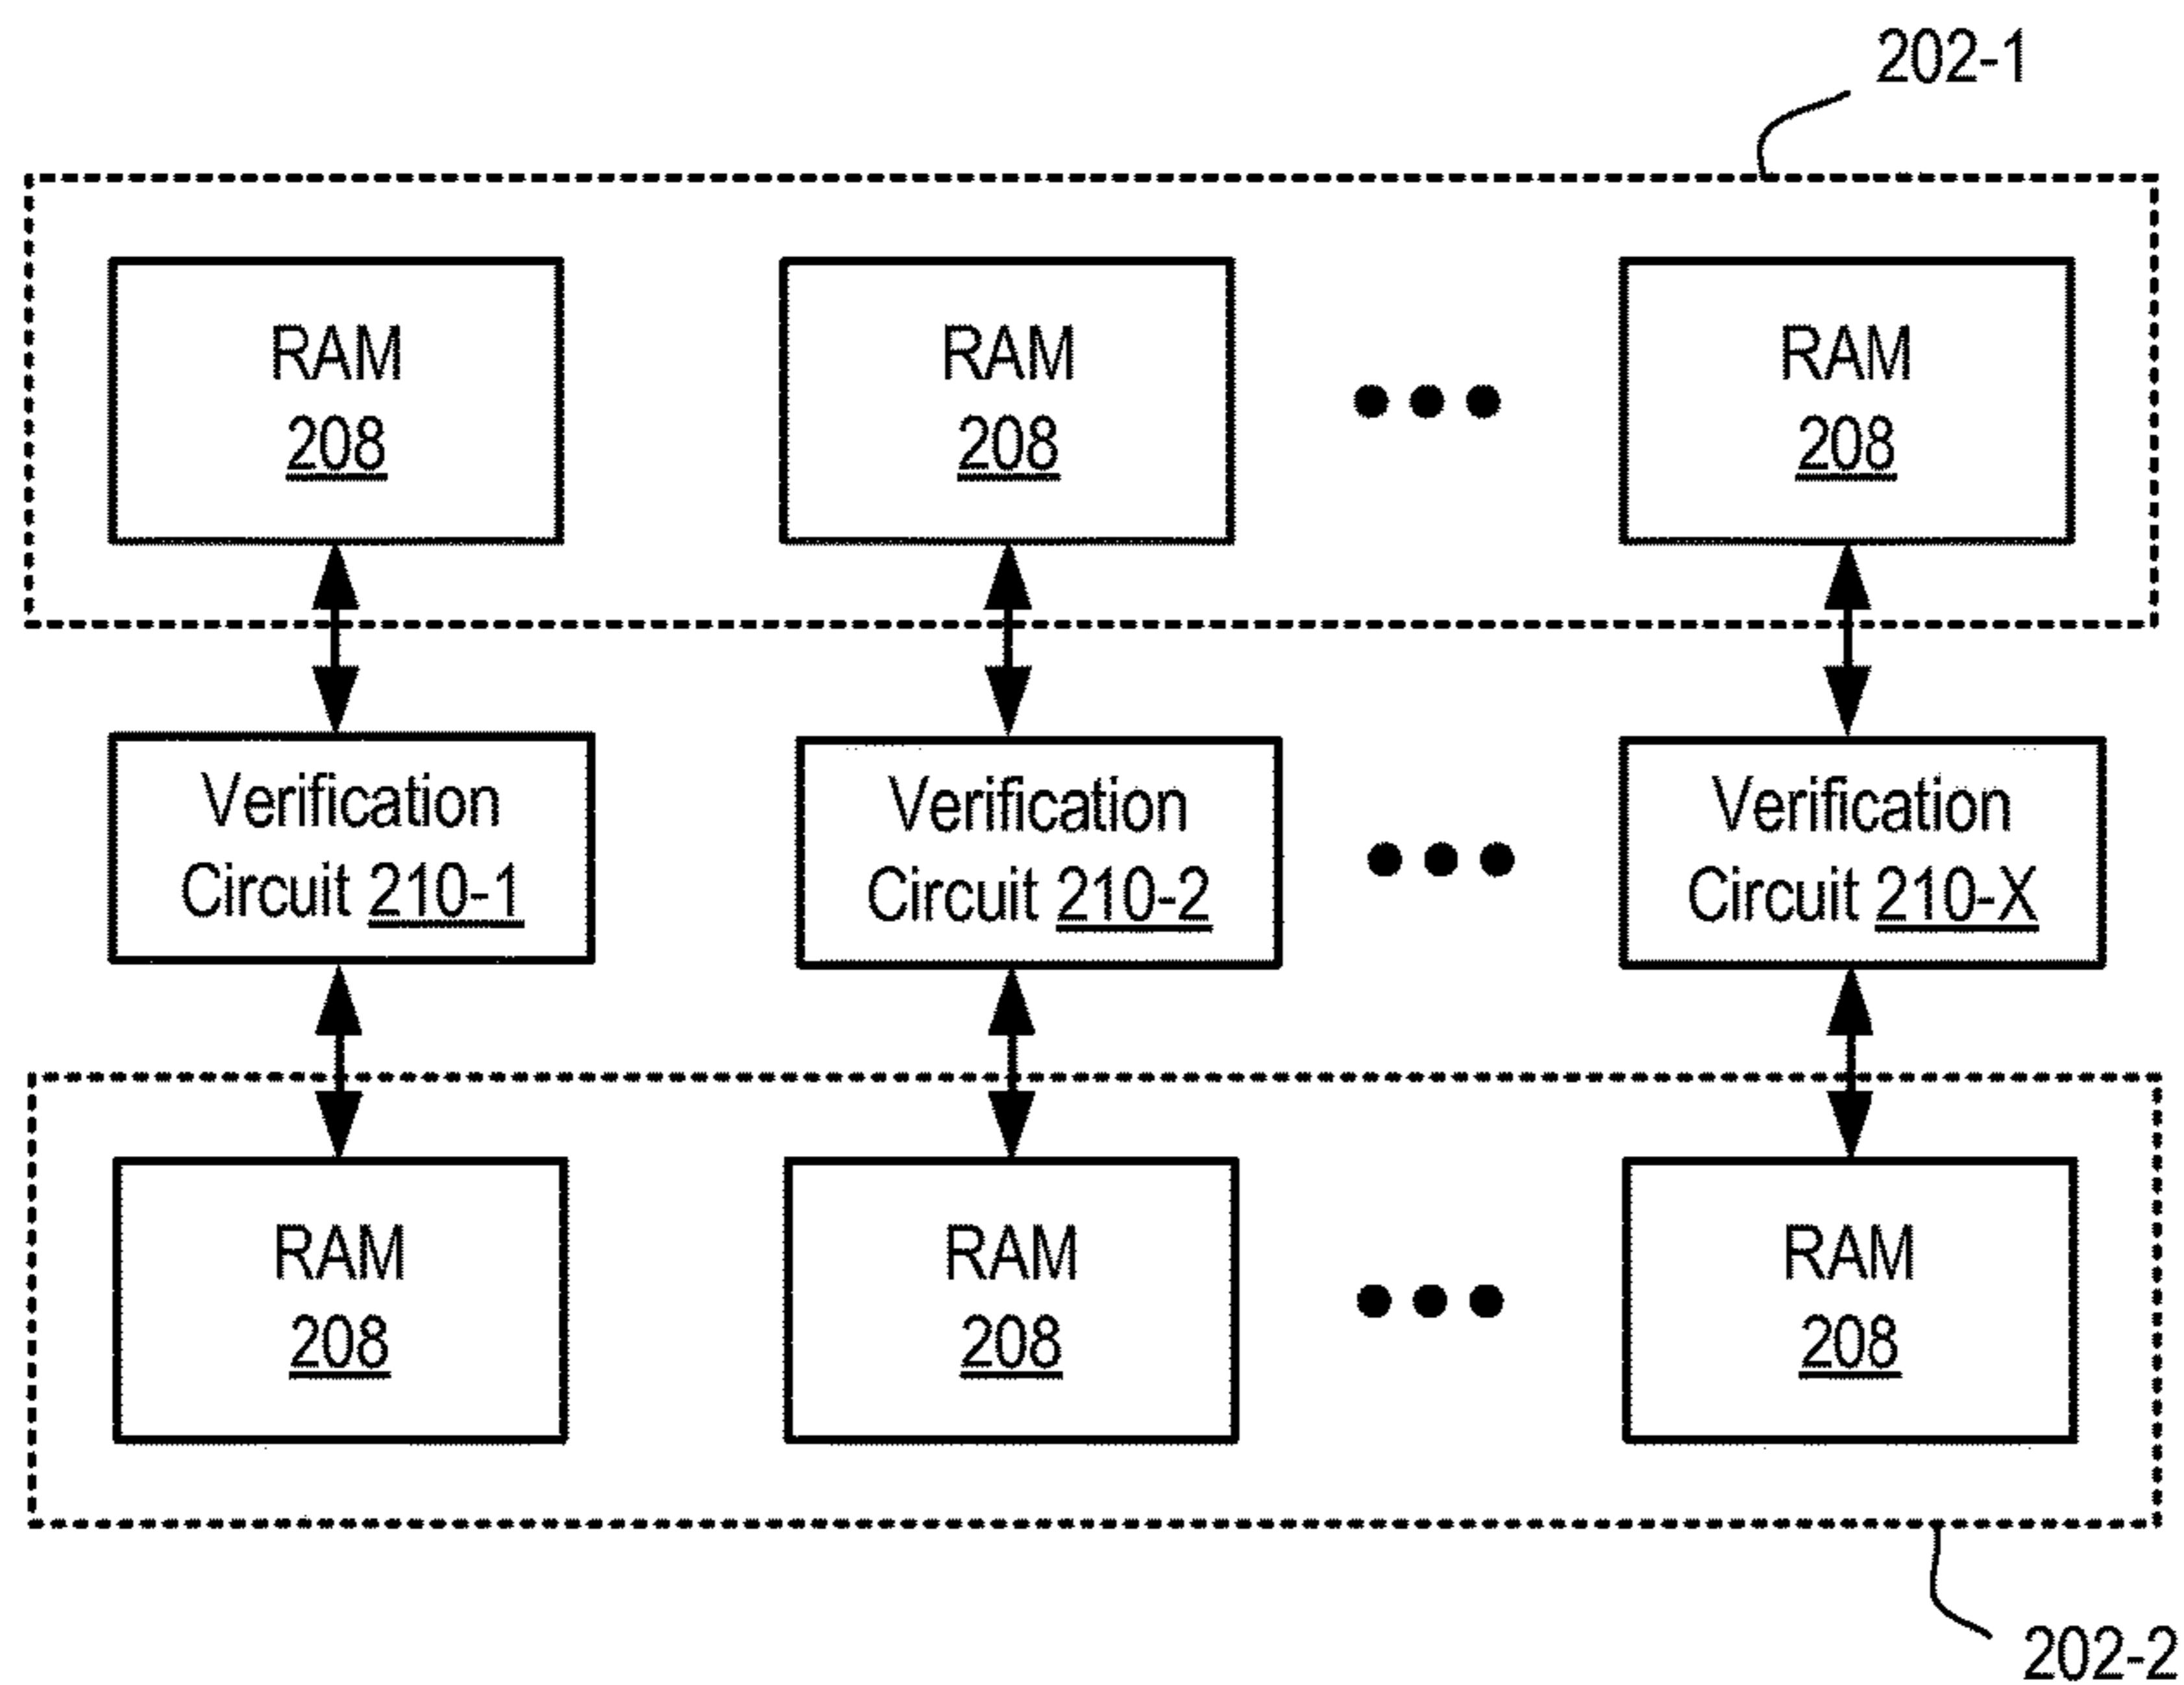 202-1
RAM
208
RAM
208
RAM
208
Verification
Circuit 210-1
Verification
Circuit 210-2
Verification
Circuit 210-X
RAM
208
RAM
208
RAM
208
202-2